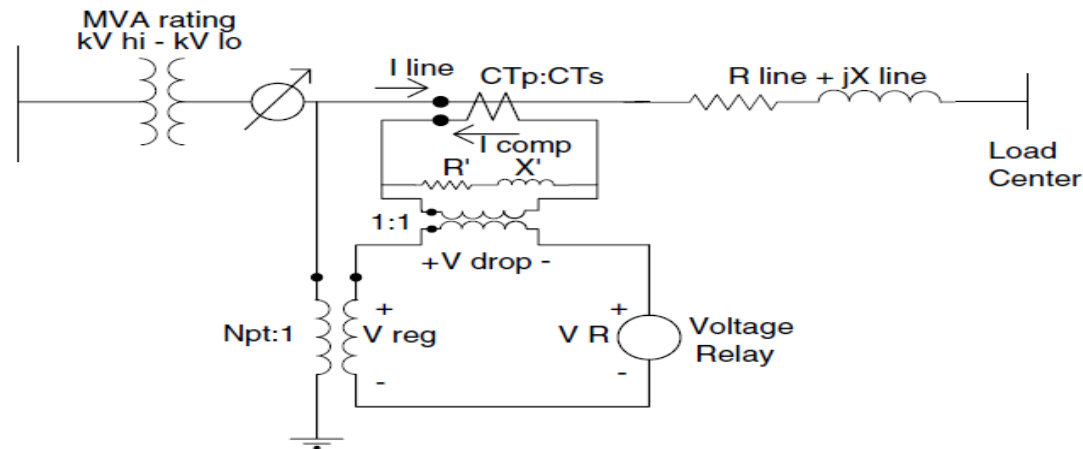 MVA rating
kV hi - kV lo
I line
CTp:CTs
R line + jX line
I comp
R'
X'
Load
Center
1:1
+V drop -
Npt:1
+
V reg
-
+
V R
-
Voltage
Relay